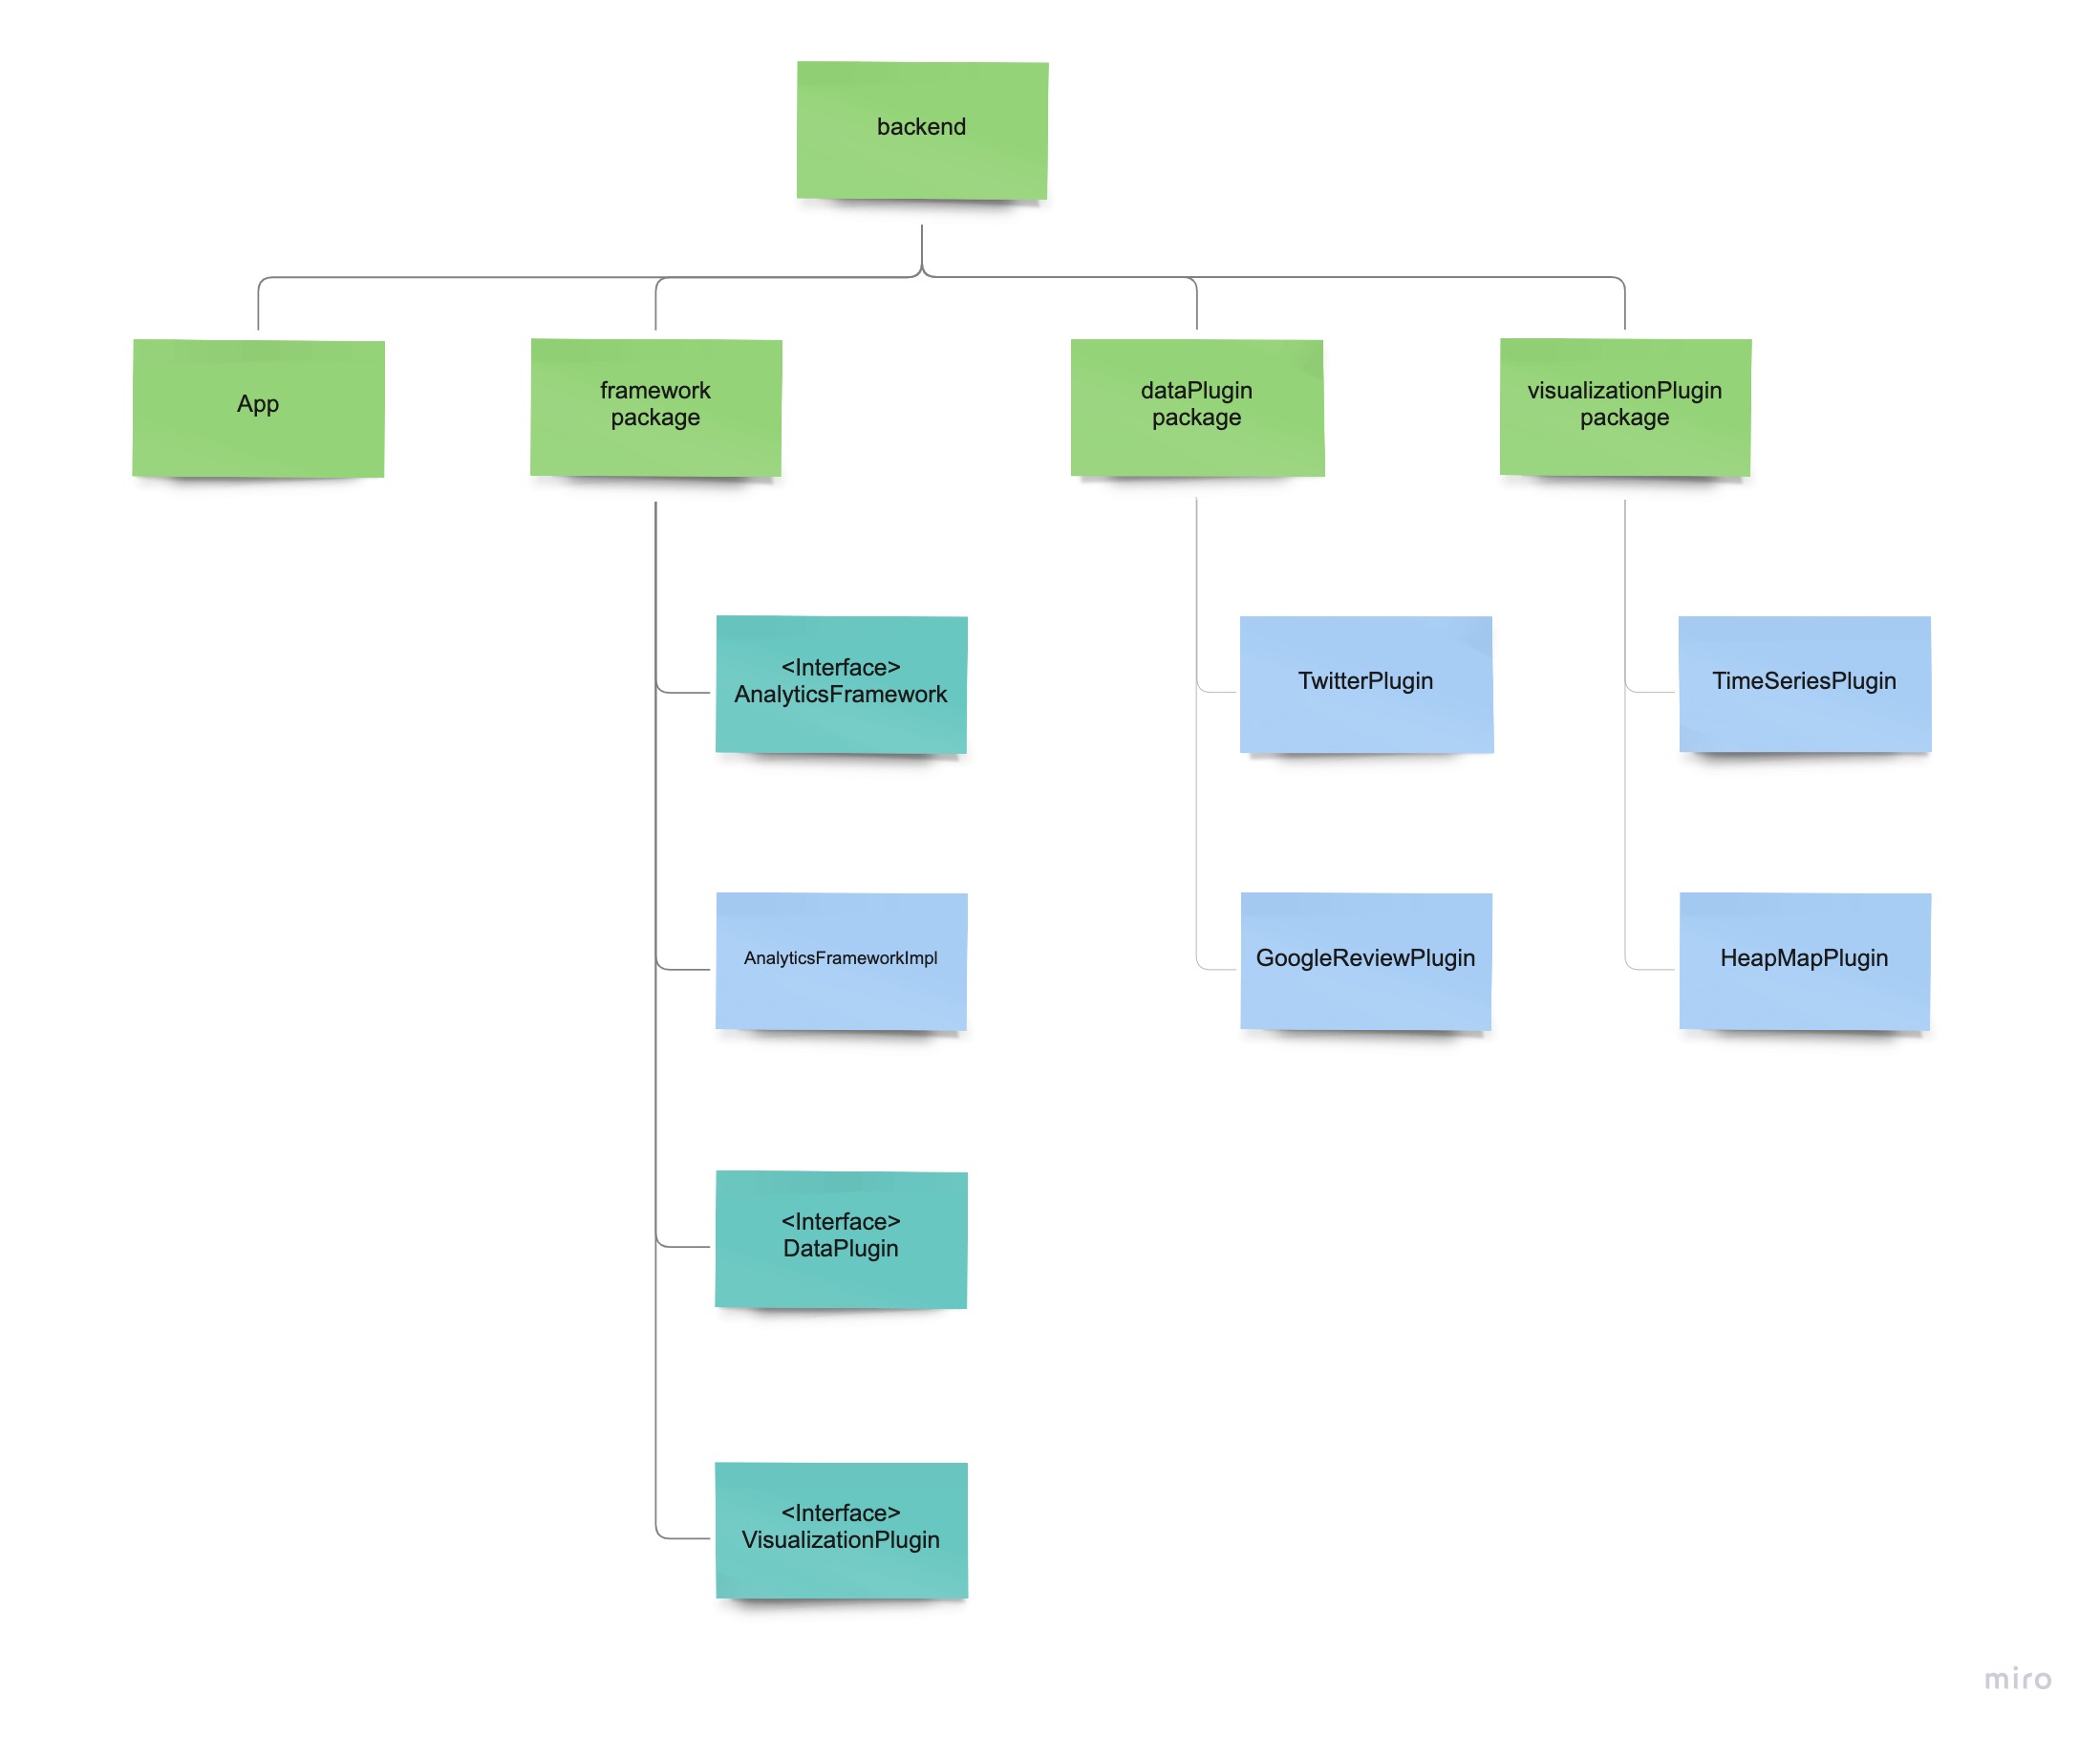 backend
App
framework
package
dataPlugin
package
visualizationPlugin
package
<Interface>
AnalyticsFramework
TwitterPlugin
TimeSeriesPlugin
AnalyticsFrameworkImpl
GoogleReviewPlugin
HeapMapPlugin
<Interface>
DataPlugin
<Interface>
VisualizationPlugin
miro